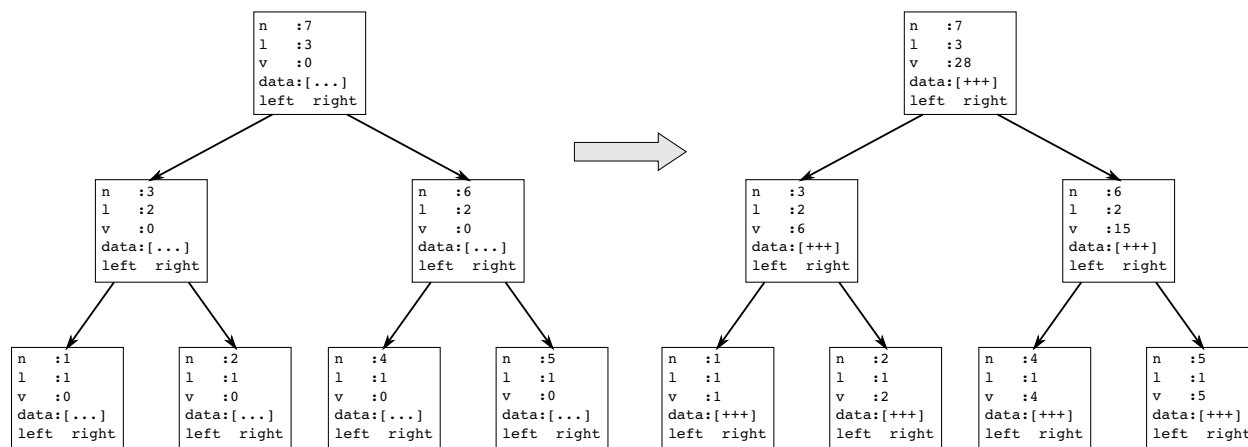 n   :7
l   :3
v   :0
data:[...]
left  right
n   :7
l   :3
v   :28
data:[+++]
left  right
n   :3
l   :2
v   :0
data:[...]
left  right
n   :6
l   :2
v   :0
data:[...]
left  right
n   :3
l   :2
v   :6
data:[+++]
left  right
n   :6
l   :2
v   :15
data:[+++]
left  right
n   :1
l   :1
v   :0
data:[...]
left  right
n   :2
l   :1
v   :0
data:[...]
left  right
n   :4
l   :1
v   :0
data:[...]
left  right
n   :5
l   :1
v   :0
data:[...]
left  right
n   :1
l   :1
v   :1
data:[+++]
left  right
n   :2
l   :1
v   :2
data:[+++]
left  right
n   :4
l   :1
v   :4
data:[+++]
left  right
n   :5
l   :1
v   :5
data:[+++]
left  right